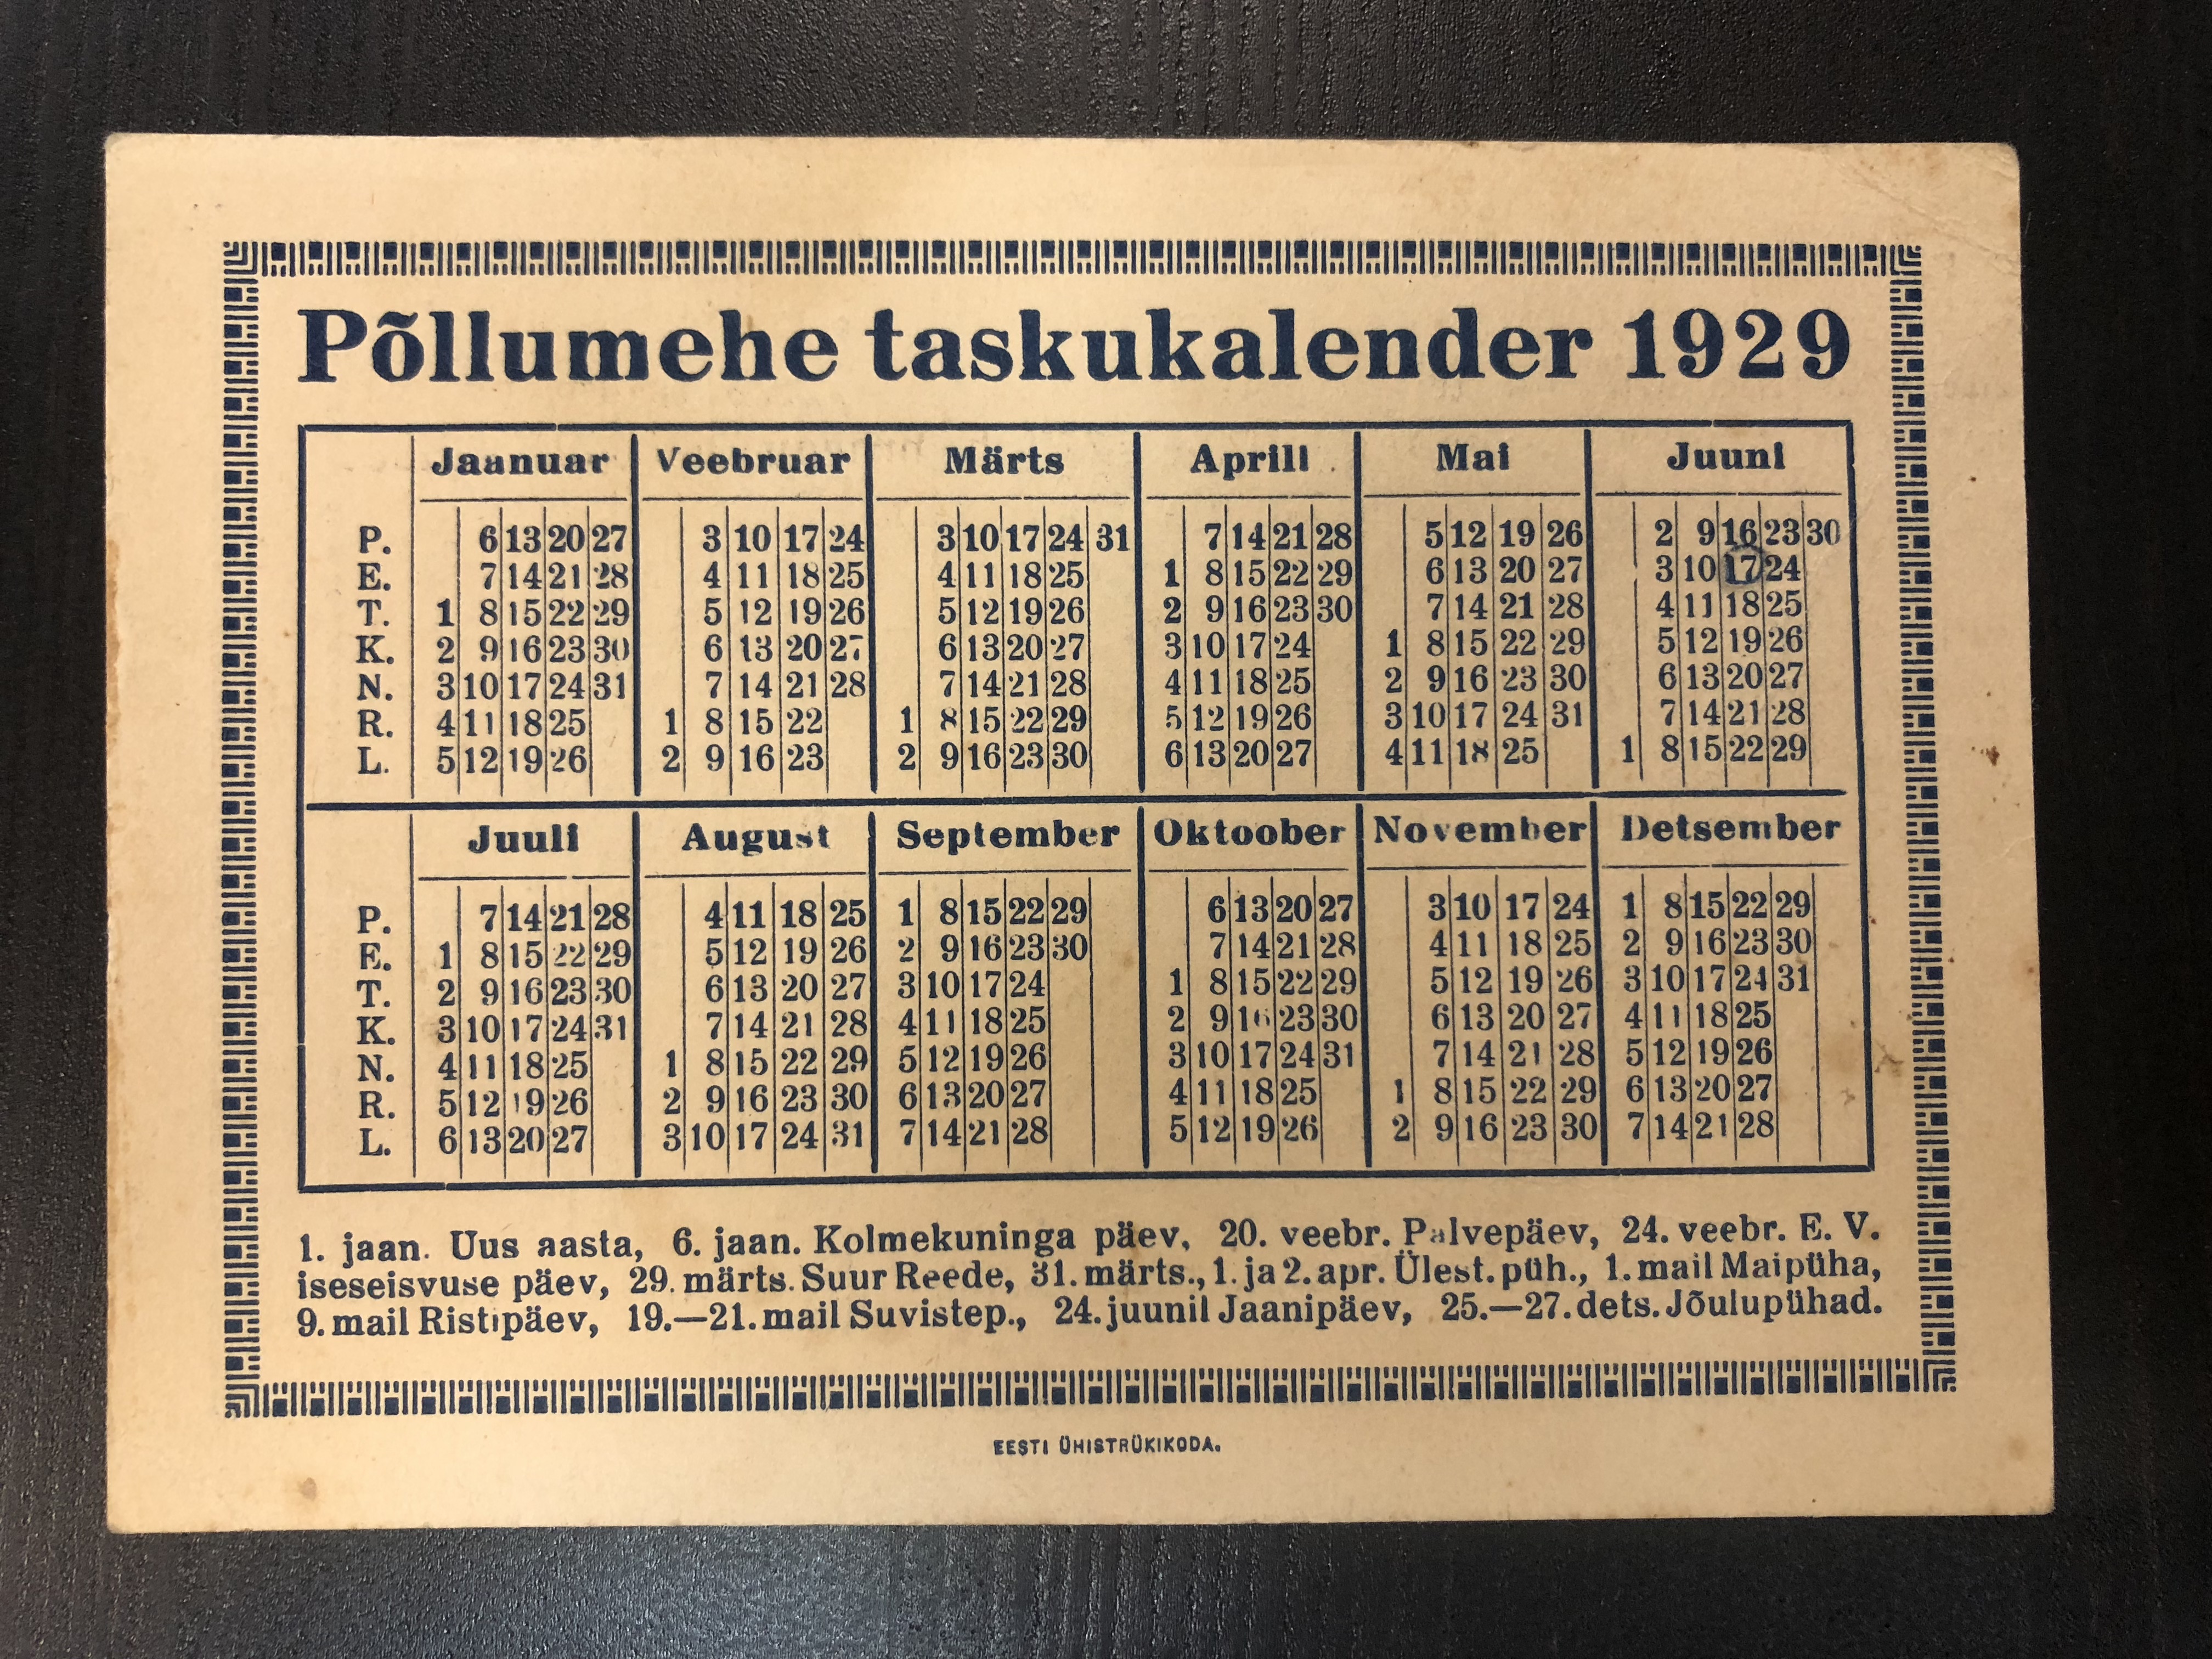 Põllumehe taskukalender 1929
Jaanuar Veebruar Märts Aprill Mai Juuni
P. 6 13 20 27 3 10 17 24 3 10 17 24 31 7 14 21 28 5 12 19 26 2 9 16 23 30
E. 7 14 21 28 4 11 18 25 4 11 18 25 1 8 15 22 29 6 13 20 27 3 10 17 24
T. 1 8 15 22 29 5 12 19 26 5 12 19 26 2 9 16 23 30 7 14 21 28 4 11 18 25
K. 2 9 16 23 30 6 13 20 27 6 13 20 27 3 10 17 24 1 8 15 22 29 5 12 19 26
N. 3 10 17 24 31 7 14 21 28 7 14 21 28 4 11 18 25 2 9 16 23 30 6 13 20 27
R. 4 11 18 25 1 8 15 22 1 8 15 22 29 5 12 19 26 3 10 17 24 31 7 14 21 28
L. 5 12 19 26 2 9 16 23 2 9 16 23 30 6 13 20 27 4 11 18 25 1 8 15 22 29
Juuli August September Oktoober November Detsember
P. 7 14 21 28 4 11 18 25 1 8 15 22 29 6 13 20 27 3 10 17 24 1 8 15 22 29
E. 1 8 15 22 29 5 12 19 26 2 9 16 23 30 7 14 21 28 4 11 18 25 2 9 16 23 30
T. 2 9 16 23 30 6 13 20 27 3 10 17 24 1 8 15 22 29 5 12 19 26 3 10 17 24 31
K. 3 10 17 24 31 7 14 21 28 4 11 18 25 2 9 16 23 30 6 13 20 27 4 11 18 25
N. 4 11 18 25 1 8 15 22 29 5 12 19 26 3 10 17 24 31 7 14 21 28 5 12 19 26
R. 5 12 19 26 2 9 16 23 30 6 13 20 27 4 11 18 25 1 8 15 22 29 6 13 20 27
L. 6 13 20 27 3 10 17 24 31 7 14 21 28 5 12 19 26 2 9 16 23 30 7 14 21 28
1. jaan. Uus aasta, 6. jaan. Kolmekuninga päev, 20. veebr. Palvepäev, 24. veebr. E. V.
iseseisvuse päev, 29. märts. Suur Reede, 31. märts., 1. ja 2. apr. Ülest. püh., 1. mail Maipüha,
9. mail Ristipäev, 19.—21. mail Suvistep., 24. juunil Jaanipäev, 25.—27. dets. Jõulupühad.
EESTI ÜHISTRÜKIKODA.